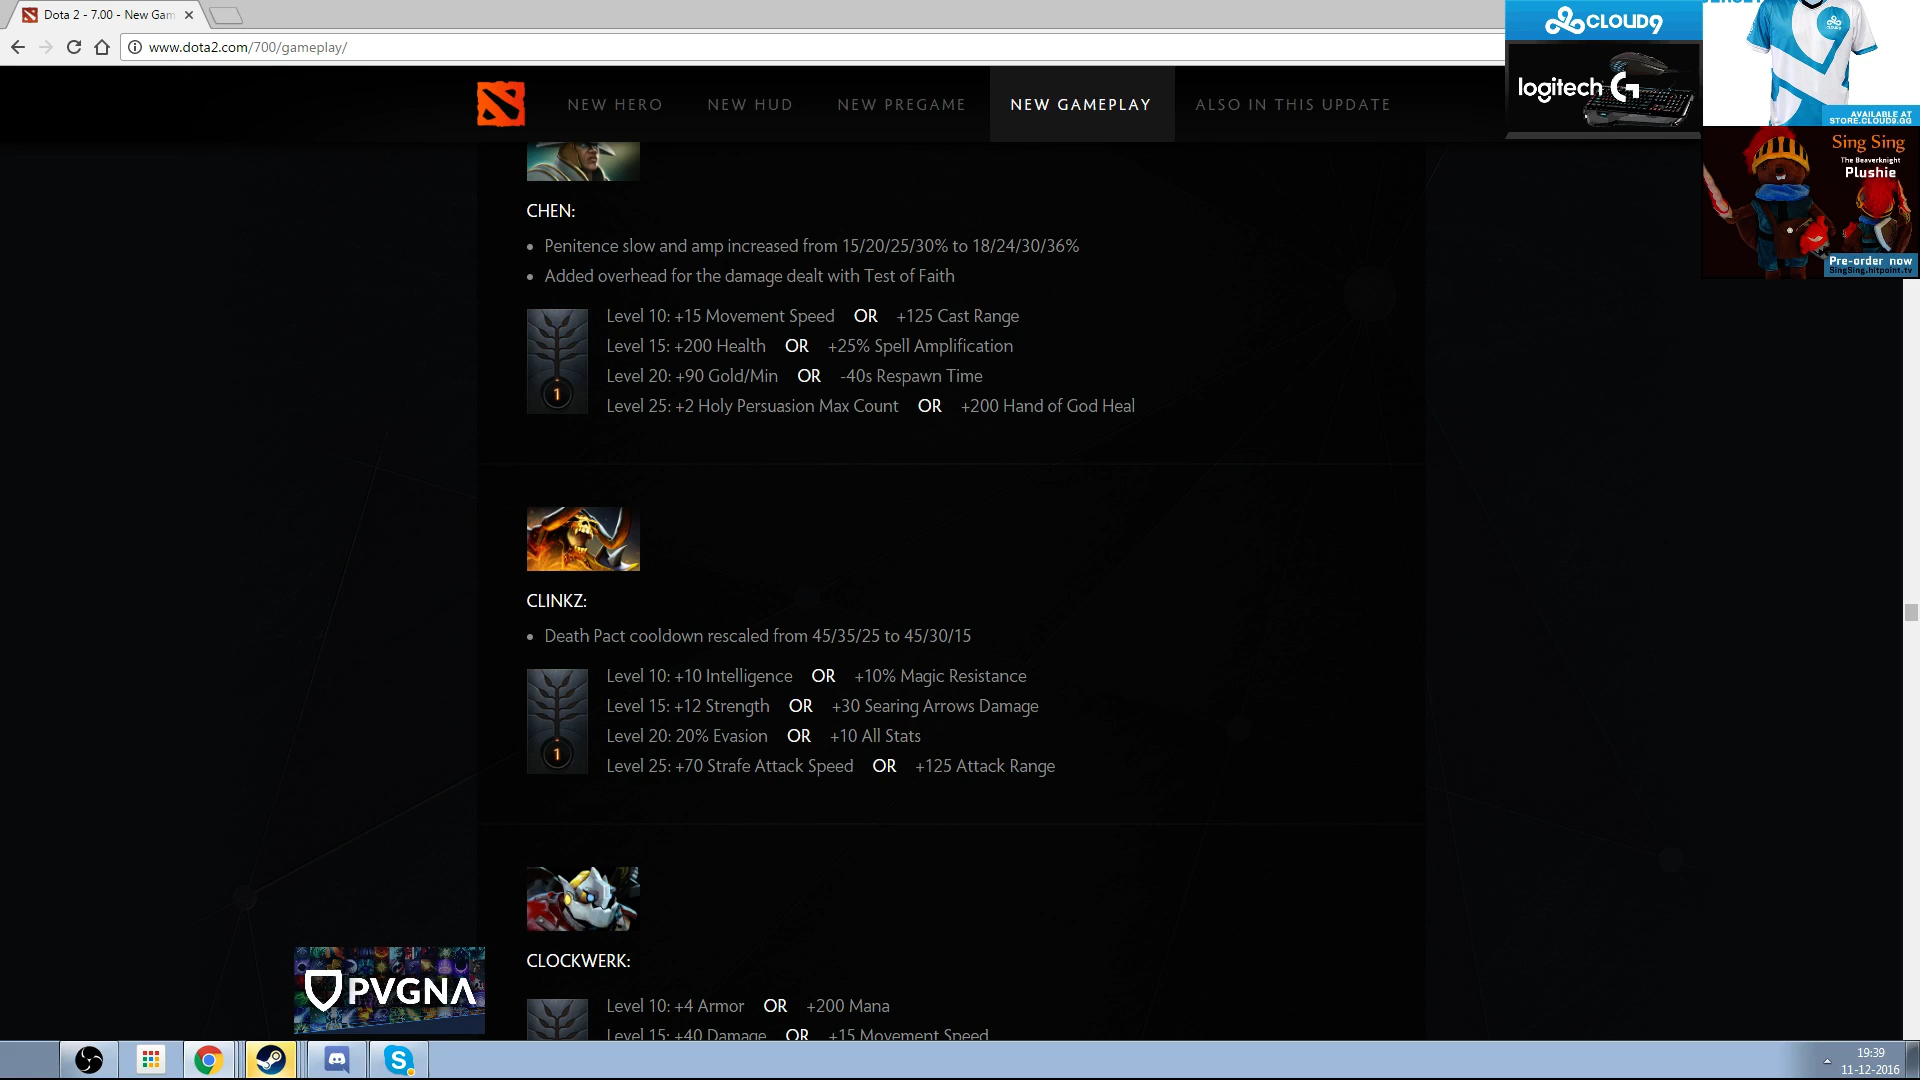 Dota 2 - 7.00 - New Gam
www.dota2.com/700/gameplay/
CLOUD9
logitech G
AVAILABLE AT
STORE.CLOUD9.GG
Sing Sing
The Beaverknight
Plushie
Pre-order now
SingSing.hitpoint.tv
NEW HERO
NEW HUD
NEW PREGAME
NEW GAMEPLAY
ALSO IN THIS UPDATE
CHEN:
• Penitence slow and amp increased from 15/20/25/30% to 18/24/30/36%
• Added overhead for the damage dealt with Test of Faith
1
Level 10: +15 Movement Speed OR +125 Cast Range
Level 15: +200 Health OR +25% Spell Amplification
Level 20: +90 Gold/Min OR -40s Respawn Time
Level 25: +2 Holy Persuasion Max Count OR +200 Hand of God Heal
CLINKZ:
• Death Pact cooldown rescaled from 45/35/25 to 45/30/15
1
Level 10: +10 Intelligence OR +10% Magic Resistance
Level 15: +12 Strength OR +30 Searing Arrows Damage
Level 20: 20% Evasion OR +10 All Stats
Level 25: +70 Strafe Attack Speed OR +125 Attack Range
CLOCKWERK:
Level 10: +4 Armor OR +200 Mana
Level 15: +40 Damage OR +15 Movement Speed
PVGNA
19:39
11-12-2016